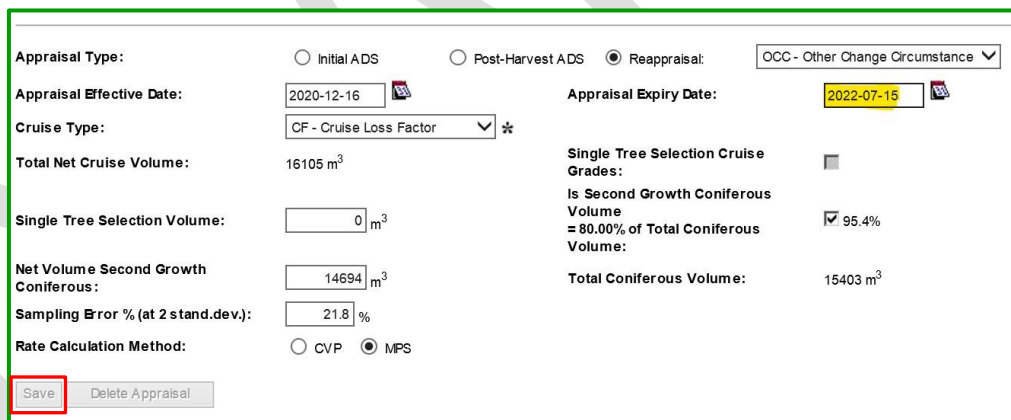 Appraisal Type: Initial ADS Post-Harvest ADS Reappraisal: OCC - Other Change Circumstance
Appraisal Effective Date: 2020-12-16 Appraisal Expiry Date: 2022-07-15
Cruise Type: CF - Cruise Loss Factor *
Total Net Cruise Volume: 16105 m³ Single Tree Selection Cruise
Grades:
Single Tree Selection Volume: 0 m³ Is Second Growth Coniferous
Volume
= 80.00% of Total Coniferous
Volume: 95.4%
Net Volume Second Growth
Coniferous: 14694 m³ Total Coniferous Volume: 15403 m³
Sampling Error % (at 2 stand.dev.): 21.8 %
Rate Calculation Method: CVP MPS
Save Delete Appraisal